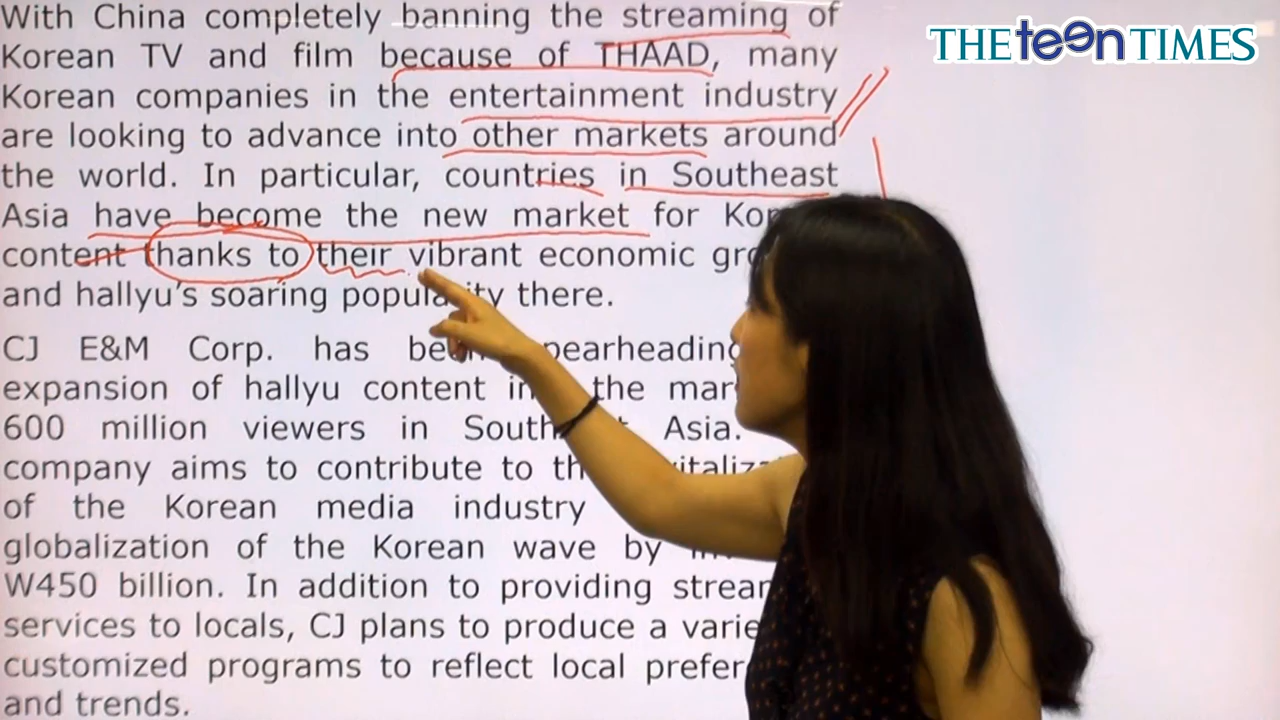 With China completely banning the streaming of
Korean TV and film because of THAAD, many
Korean companies in the entertainment industry
are looking to advance into other markets around
the world. In particular, countries in Southeast
Asia have become the new market for
content thanks to their vibrant economic
and hallyu's soaring popularity there.
CJ E&M Corp. has
expansion of hallyu content the
600 million viewers in Asia.
company aims to contribute to
of the Korean media industry
globalization of the Korean wave by
W450 billion. In addition to providing
services to locals, CJ plans to produce a
customized programs to reflect local
and trends.
THE teen TIMES